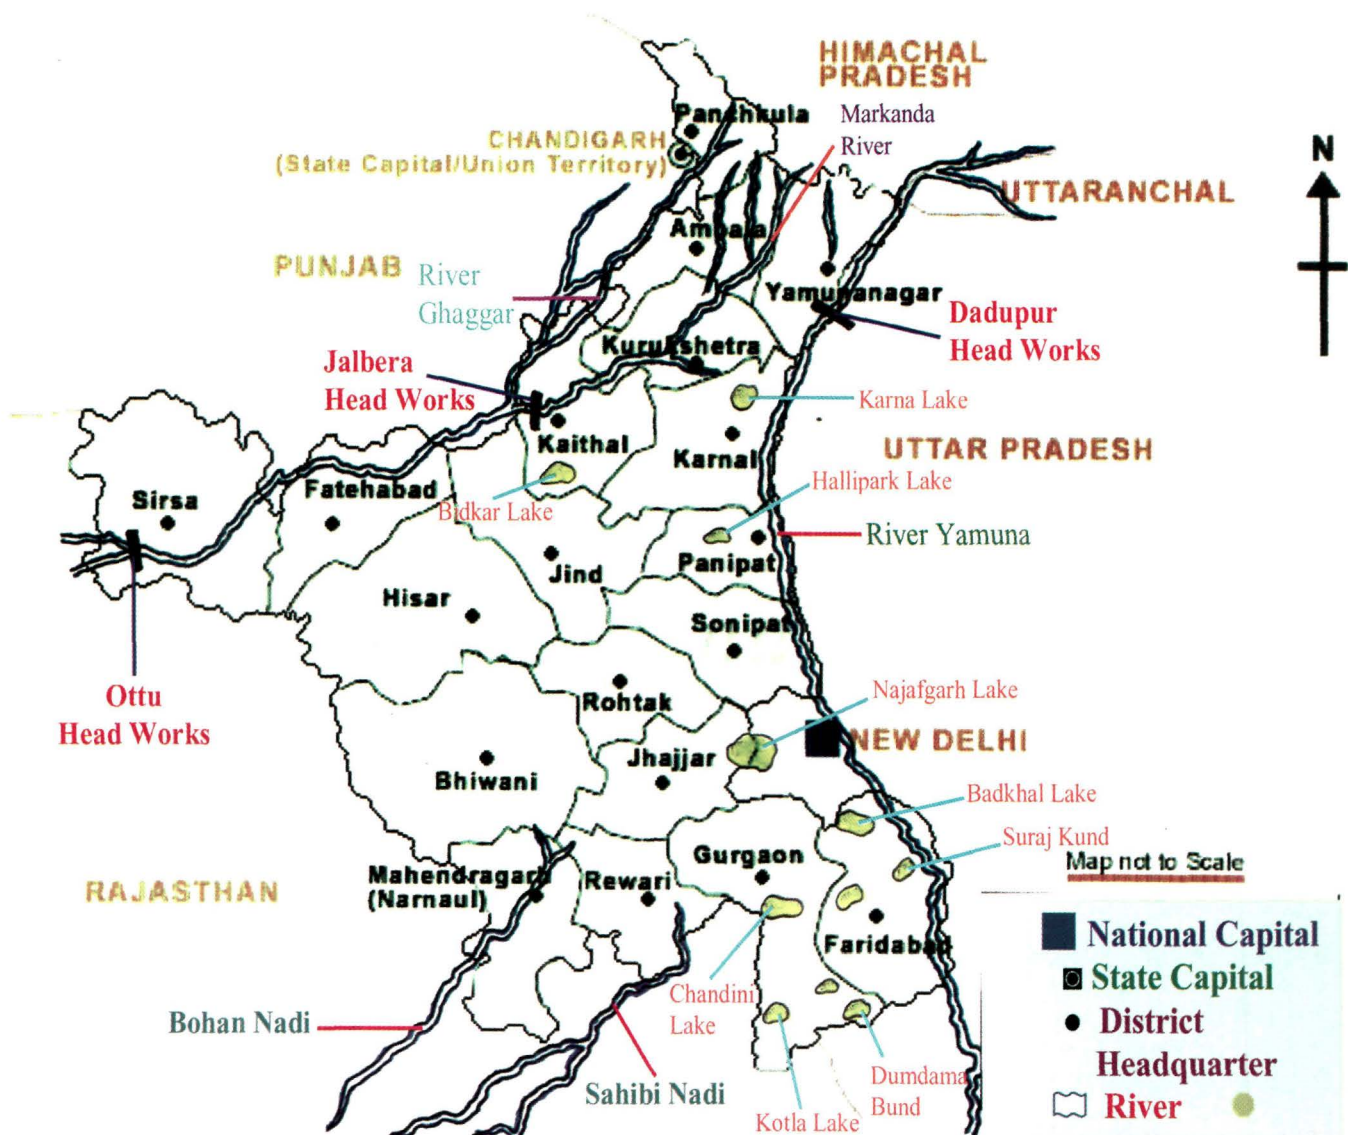 HIMACHAL
PRADESH
Panchkula
Markanda
River
CHANDIGARH
(State Capital/Union Territory)
N
UTTARANCHAL
Ambala
PUNJAB
River
Ghaggar
Yamunanagar
Dadupur
Head Works
Kurukshetra
Jalbera
Head Works
Karna Lake
Kaithal
Karnal
UTTAR PRADESH
Hallipark Lake
Sirsa
Fatehabad
Bidkar Lake
River Yamuna
Panipat
Jind
Hisar
Sonipat
Ottu
Head Works
Rohtak
Najafgarh Lake
NEW DELHI
Jhajjar
Bhiwani
Badkhal Lake
Suraj Kund
Gurgaon
Map not to Scale
RAJASTHAN
Mahendragarh
(Narnaul)
Rewari
Faridabad
National Capital
State Capital
District
Headquarter
River
Chandini
Lake
Bohan Nadi
Sahibi Nadi
Dumdama
Bund
Kotla Lake